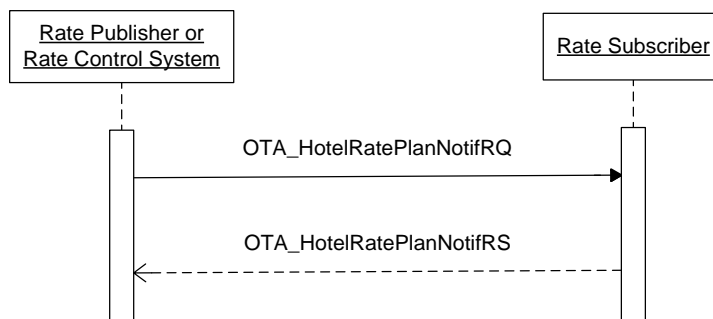 Rate Publisher or
Rate Control System
Rate Subscriber
OTA_HotelRatePlanNotifRQ
OTA_HotelRatePlanNotifRS